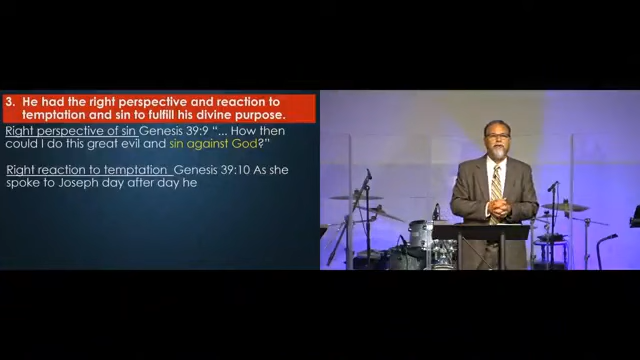 3. He had the right perspective and reaction to
temptation and sin to fulfill his divine purpose.
Right perspective of sin Genesis 39:9 “... How then
could I do this great evil and sin against God?”
Right reaction to temptation Genesis 39:10 As she
spoke to Joseph day after day he